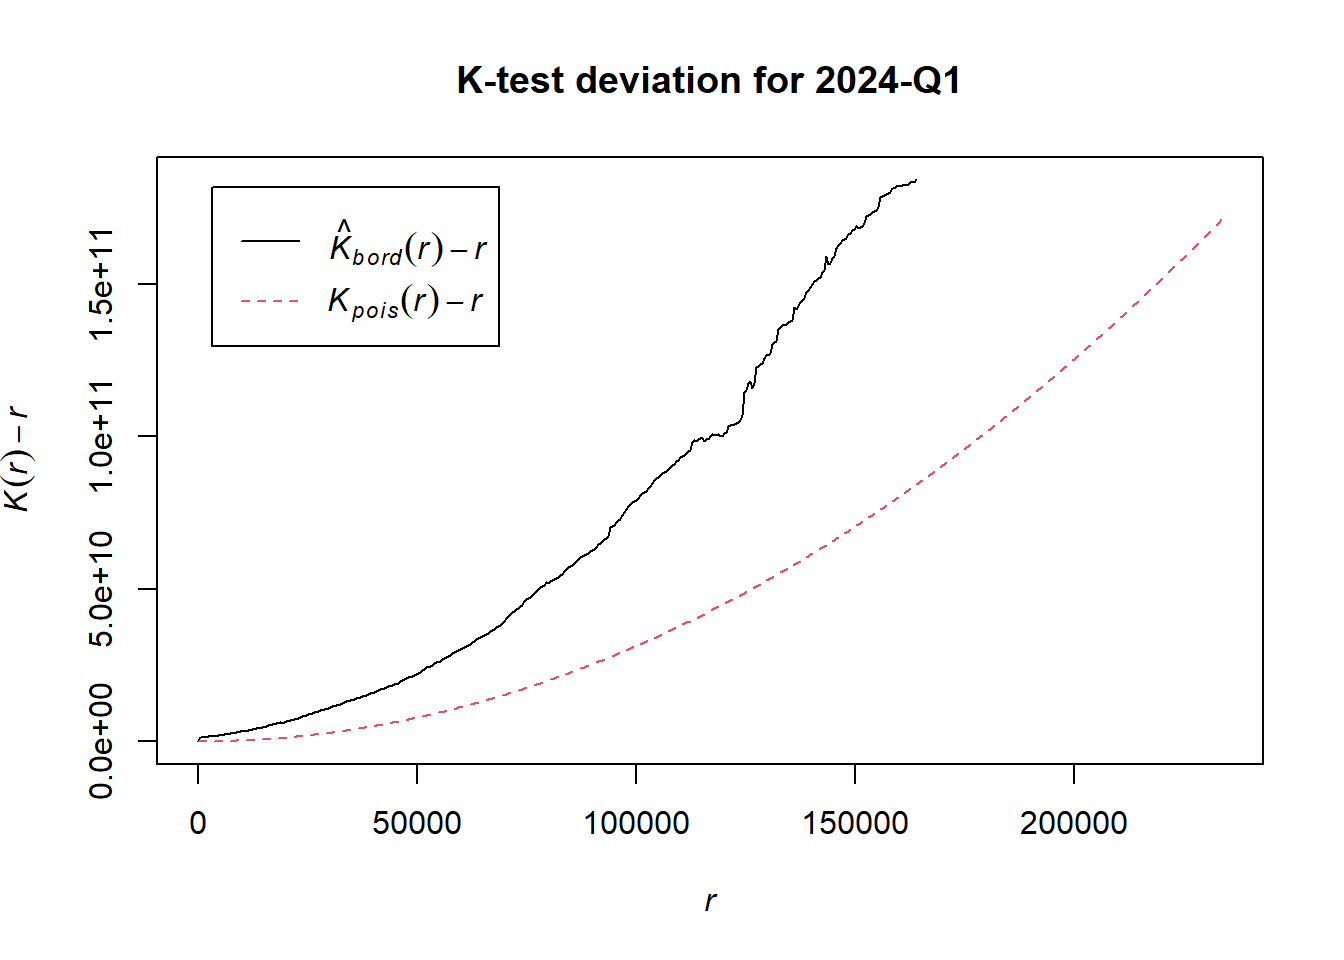 K-test deviation for 2024-Q1
K̂bord(r) − r
Kpois(r) − r
K(r) − r
1.5e+11
1.0e+11
5.0e+10
0.0e+00
0 50000 100000 150000 200000
r